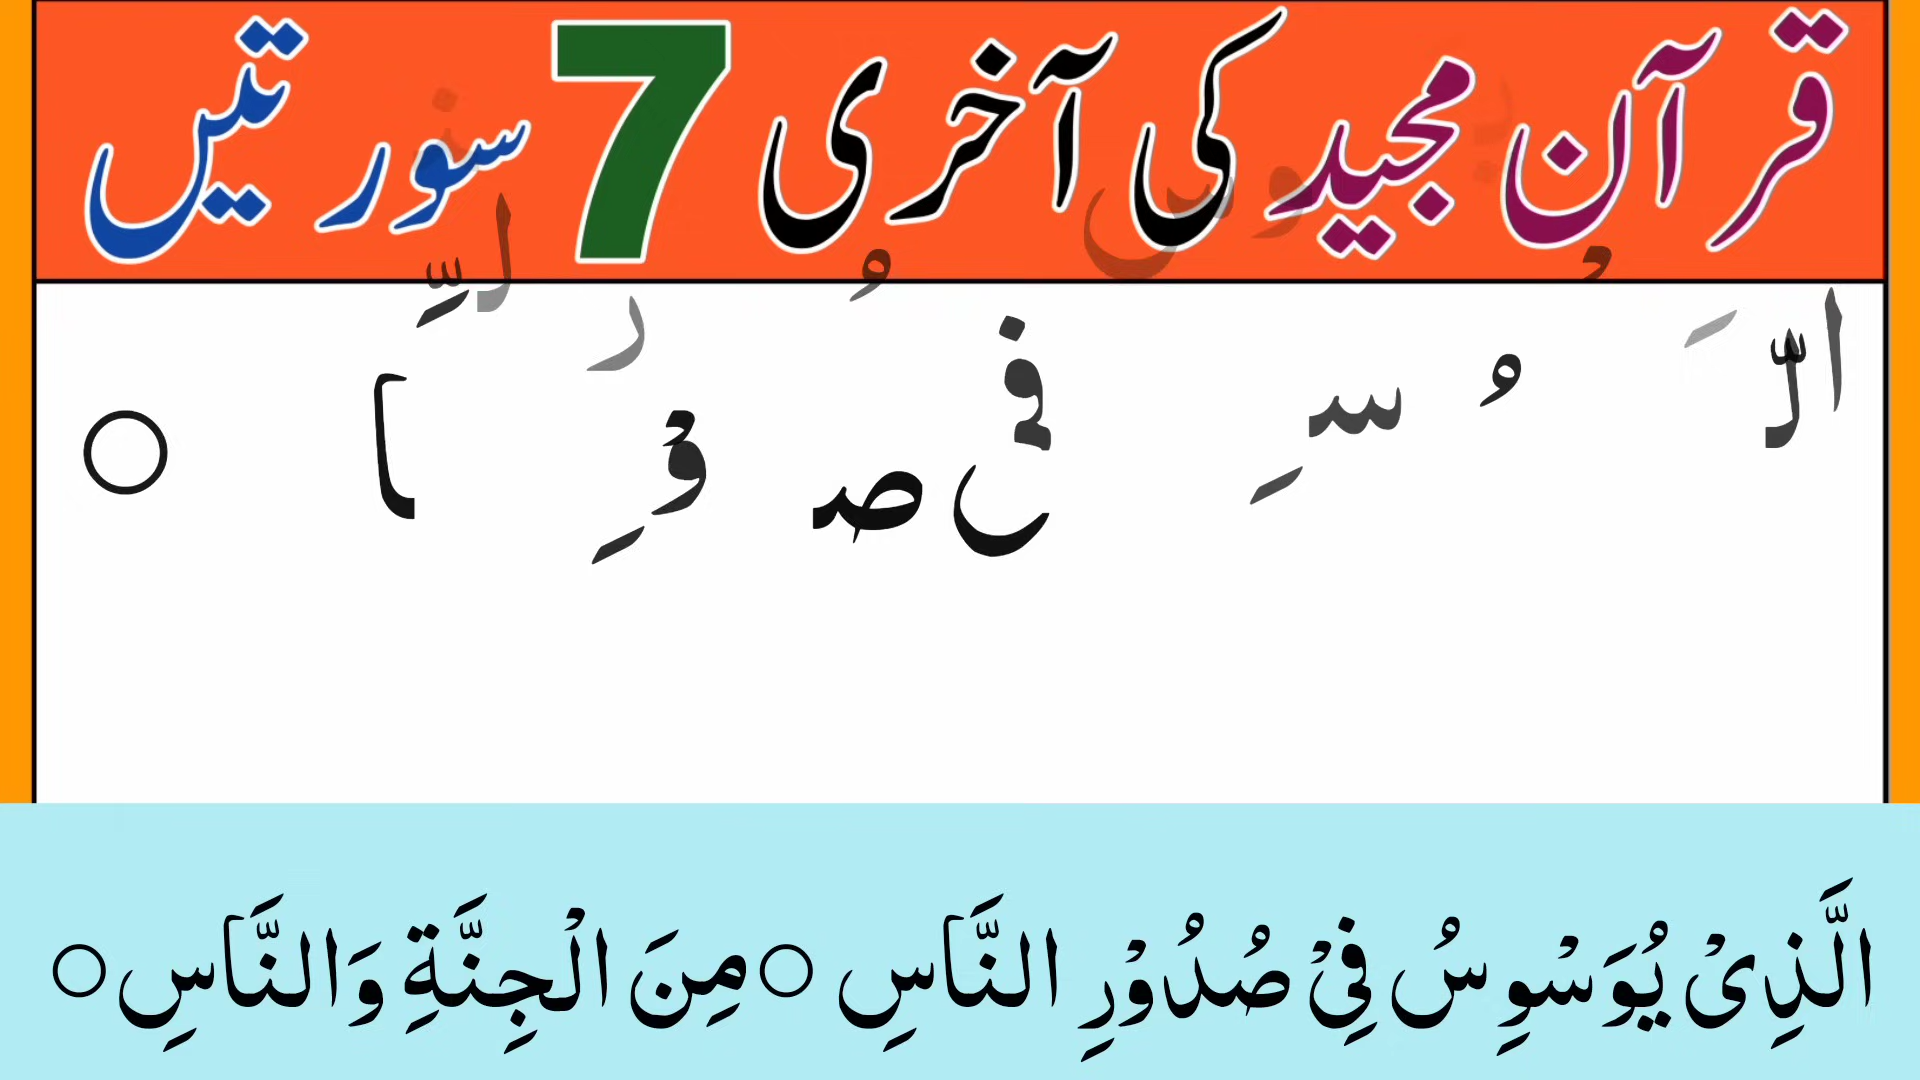 قرآن مجید کی آخری 7 سورتیں
الَّذِیْ یُوَسْوِسُ فِیْ صُدُوْرِ النَّاسِ ○ مِنَ الْجِنَّةِ وَالنَّاسِ ○